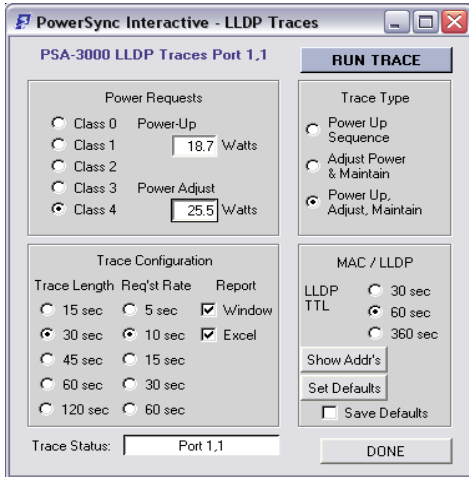 PowerSync Interactive - LLDP Traces
PSA-3000 LLDP Traces Port 1,1
RUN TRACE
Power Requests
Class 0 Power-Up
Class 1 18.7 Watts
Class 2
Class 3 Power Adjust
Class 4 25.5 Watts
Trace Type
Power Up
Sequence
Adjust Power
& Maintain
Power Up,
Adjust, Maintain
Trace Configuration
Trace Length Req'st Rate Report
15 sec 5 sec Window
30 sec 10 sec Excel
45 sec 15 sec
60 sec 30 sec
120 sec 60 sec
MAC / LLDP
LLDP 30 sec
TTL 60 sec
360 sec
Show Addr's
Set Defaults
Save Defaults
Trace Status: Port 1,1
DONE